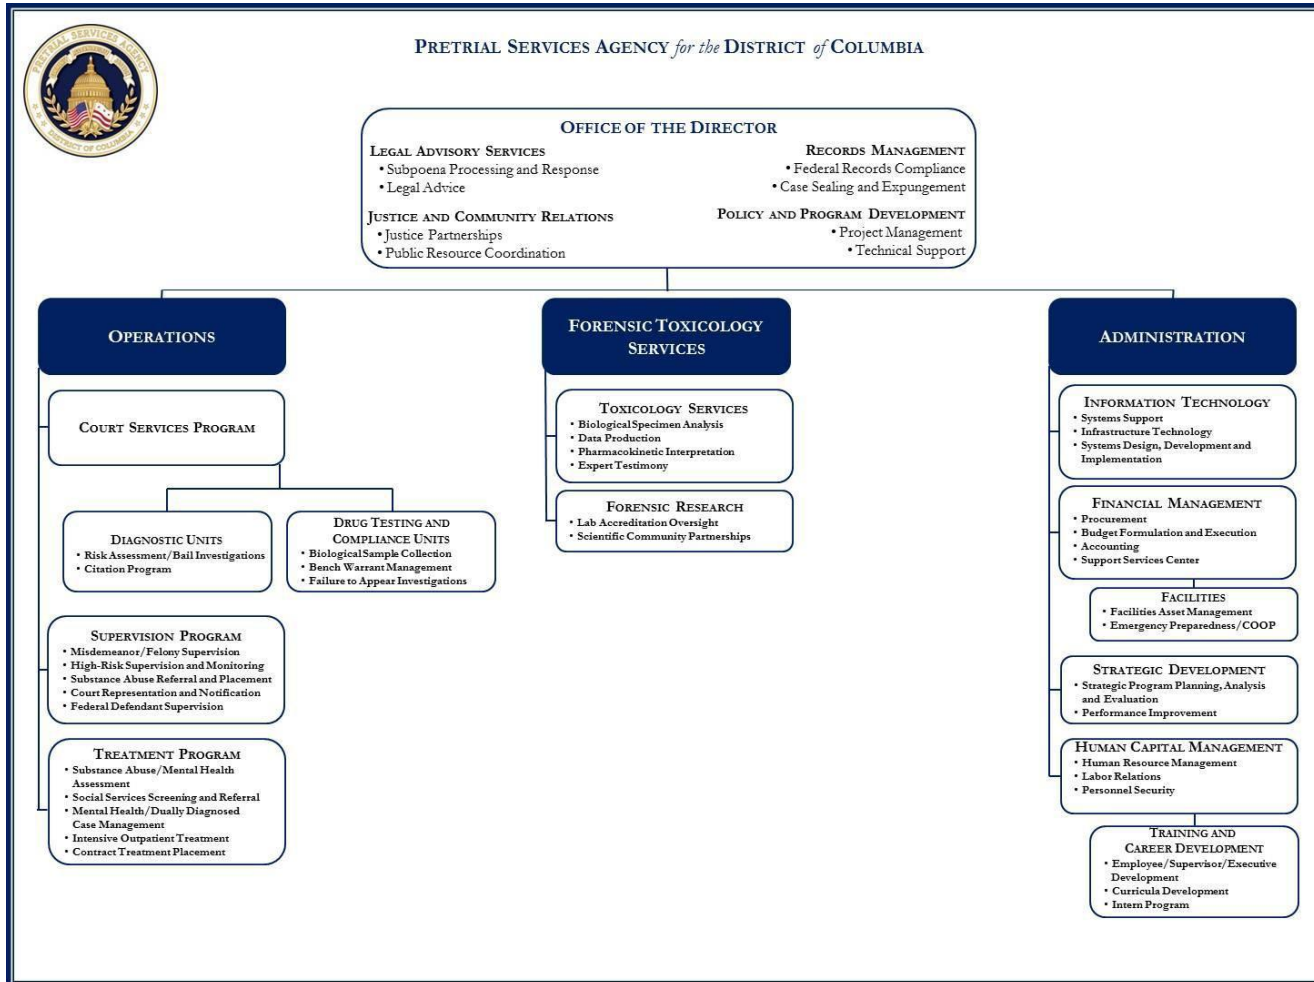 PRETRIAL SERVICES AGENCY
DISTRICT OF COLUMBIA
PRETRIAL SERVICES AGENCY for the DISTRICT of COLUMBIA
OFFICE OF THE DIRECTOR
LEGAL ADVISORY SERVICES
• Subpoena Processing and Response
• Legal Advice
JUSTICE AND COMMUNITY RELATIONS
• Justice Partnerships
• Public Resource Coordination
RECORDS MANAGEMENT
• Federal Records Compliance
• Case Sealing and Expungement
POLICY AND PROGRAM DEVELOPMENT
• Project Management
• Technical Support
OPERATIONS
COURT SERVICES PROGRAM
DIAGNOSTIC UNITS
• Risk Assessment/Bail Investigations
• Citation Program
DRUG TESTING AND
COMPLIANCE UNITS
• Biological Sample Collection
• Bench Warrant Management
• Failure to Appear Investigations
SUPERVISION PROGRAM
• Misdemeanor/Felony Supervision
• High-Risk Supervision and Monitoring
• Substance Abuse Referral and Placement
• Court Representation and Notification
• Federal Defendant Supervision
TREATMENT PROGRAM
• Substance Abuse/Mental Health
Assessment
• Social Services Screening and Referral
• Mental Health/Dually Diagnosed
Case Management
• Intensive Outpatient Treatment
• Contract Treatment Placement
FORENSIC TOXICOLOGY
SERVICES
TOXICOLOGY SERVICES
• Biological Specimen Analysis
• Data Production
• Pharmacokinetic Interpretation
• Expert Testimony
FORENSIC RESEARCH
• Lab Accreditation Oversight
• Scientific Community Partnerships
ADMINISTRATION
INFORMATION TECHNOLOGY
• Systems Support
• Infrastructure Technology
• Systems Design, Development and
Implementation
FINANCIAL MANAGEMENT
• Procurement
• Budget Formulation and Execution
• Accounting
• Support Services Center
FACILITIES
• Facilities Asset Management
• Emergency Preparedness/COOP
STRATEGIC DEVELOPMENT
• Strategic Program Planning, Analysis
and Evaluation
• Performance Improvement
HUMAN CAPITAL MANAGEMENT
• Human Resource Management
• Labor Relations
• Personnel Security
TRAINING AND
CAREER DEVELOPMENT
• Employee/Supervisor/Executive
Development
• Curricula Development
• Intern Program